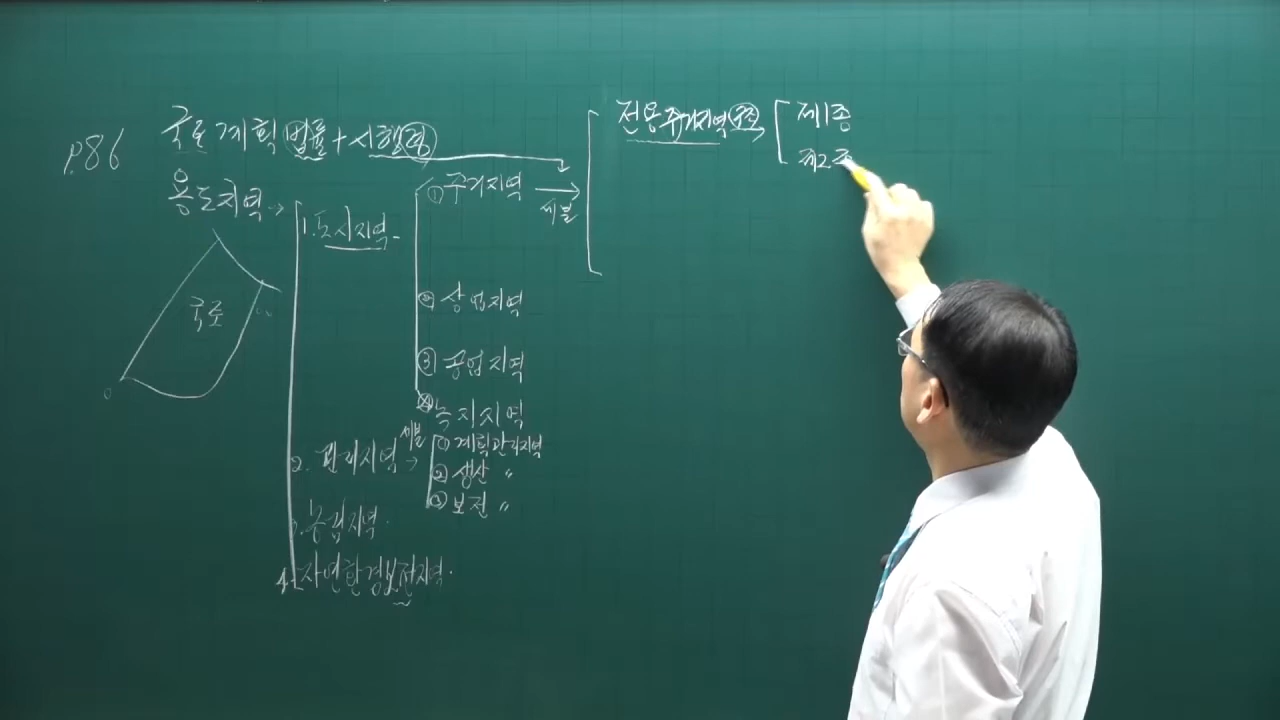 P.86
국토계획 법률 + 시행령
용도지역 →
국토
1. 도시지역
① 주거지역
세분
② 상업지역
③ 공업지역
④ 녹지지역
2. 관리지역 →
세분
① 계획관리지역
② 생산 〃
③ 보전 〃
3. 농림지역
4. 자연환경보전지역
전용주거지역
제1종
제2종